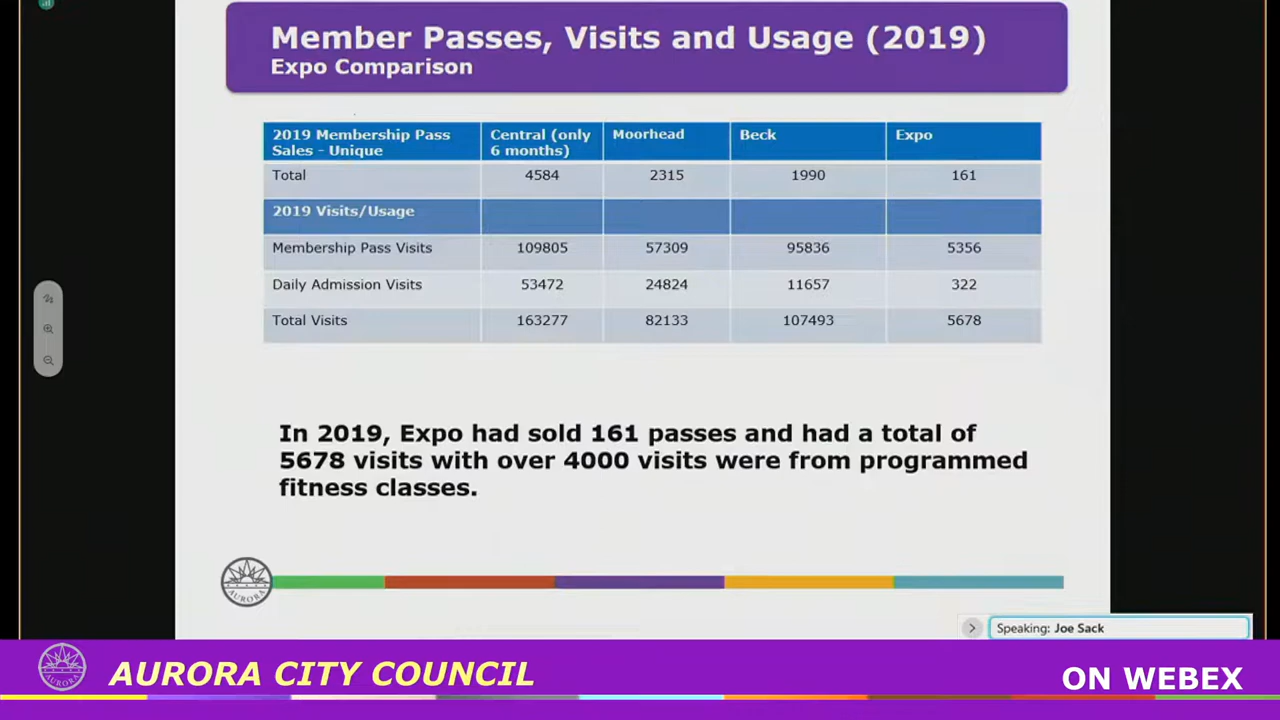 Member Passes, Visits and Usage (2019)
Expo Comparison
2019 Membership Pass Sales - Unique
Central (only 6 months)
Moorhead
Beck
Expo
Total 4584 2315 1990 161
2019 Visits/Usage
Membership Pass Visits 109805 57309 95836 5356
Daily Admission Visits 53472 24824 11657 322
Total Visits 163277 82133 107493 5678
In 2019, Expo had sold 161 passes and had a total of
5678 visits with over 4000 visits were from programmed
fitness classes.
AURORA
Speaking: Joe Sack
AURORA CITY COUNCIL
ON WEBEX